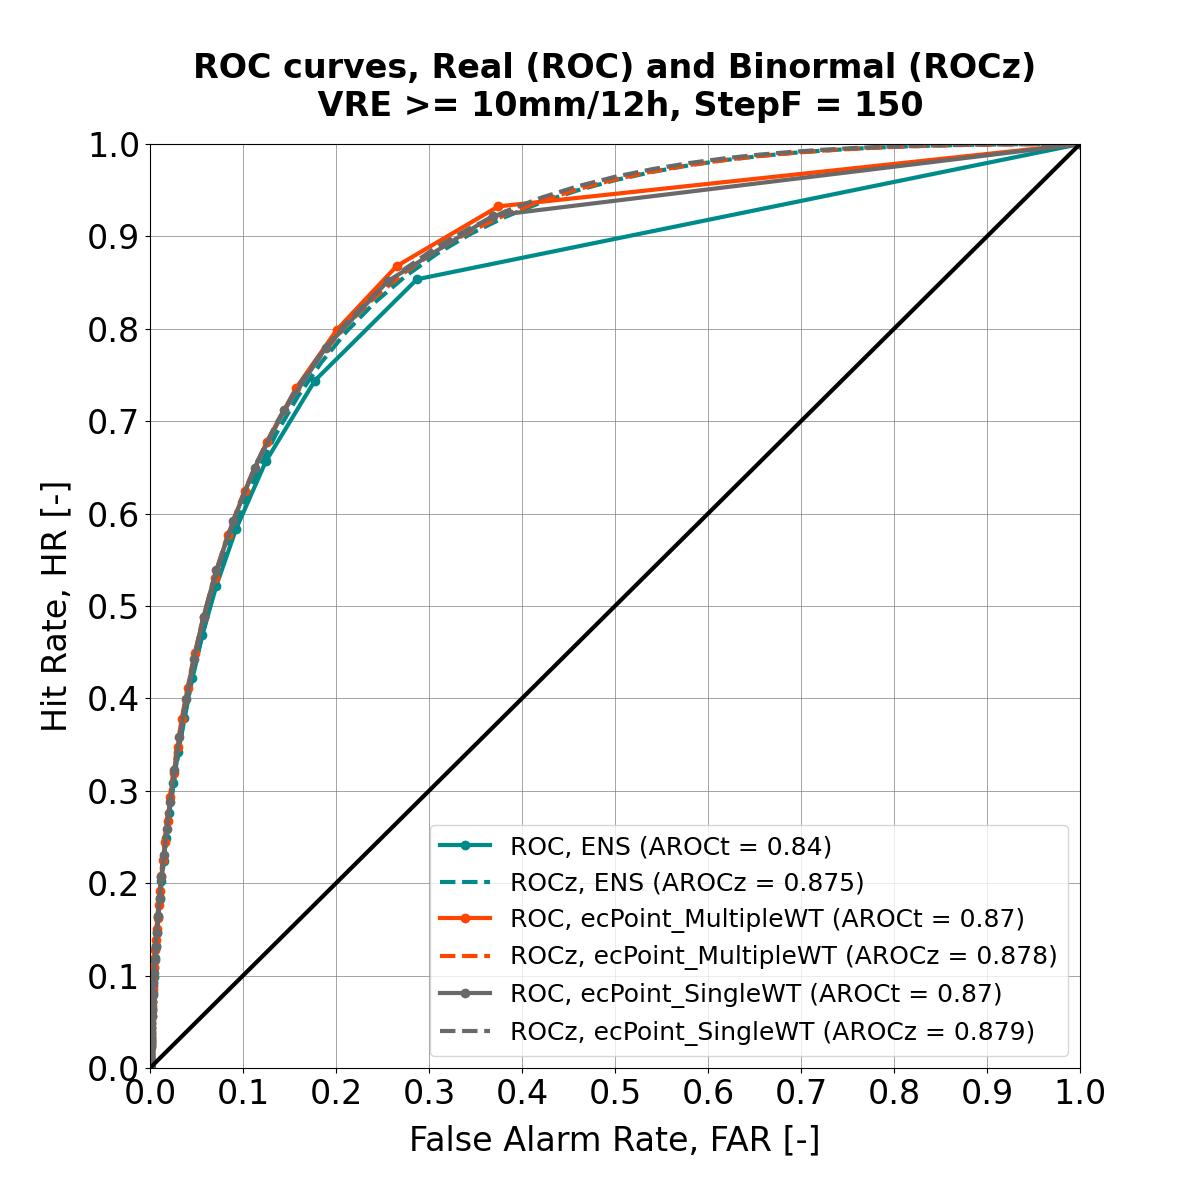 ROC curves, Real (ROC) and Binormal (ROCz)
VRE >= 10mm/12h, StepF = 150
1.0
0.9
0.8
0.7
0.6
0.5
0.4
0.3
0.2
0.1
0.0
Hit Rate, HR [-]
ROC, ENS (AROCt = 0.84)
ROCz, ENS (AROCz = 0.875)
ROC, ecPoint_MultipleWT (AROCt = 0.87)
ROCz, ecPoint_MultipleWT (AROCz = 0.878)
ROC, ecPoint_SingleWT (AROCt = 0.87)
ROCz, ecPoint_SingleWT (AROCz = 0.879)
0.0 0.1 0.2 0.3 0.4 0.5 0.6 0.7 0.8 0.9 1.0
False Alarm Rate, FAR [-]